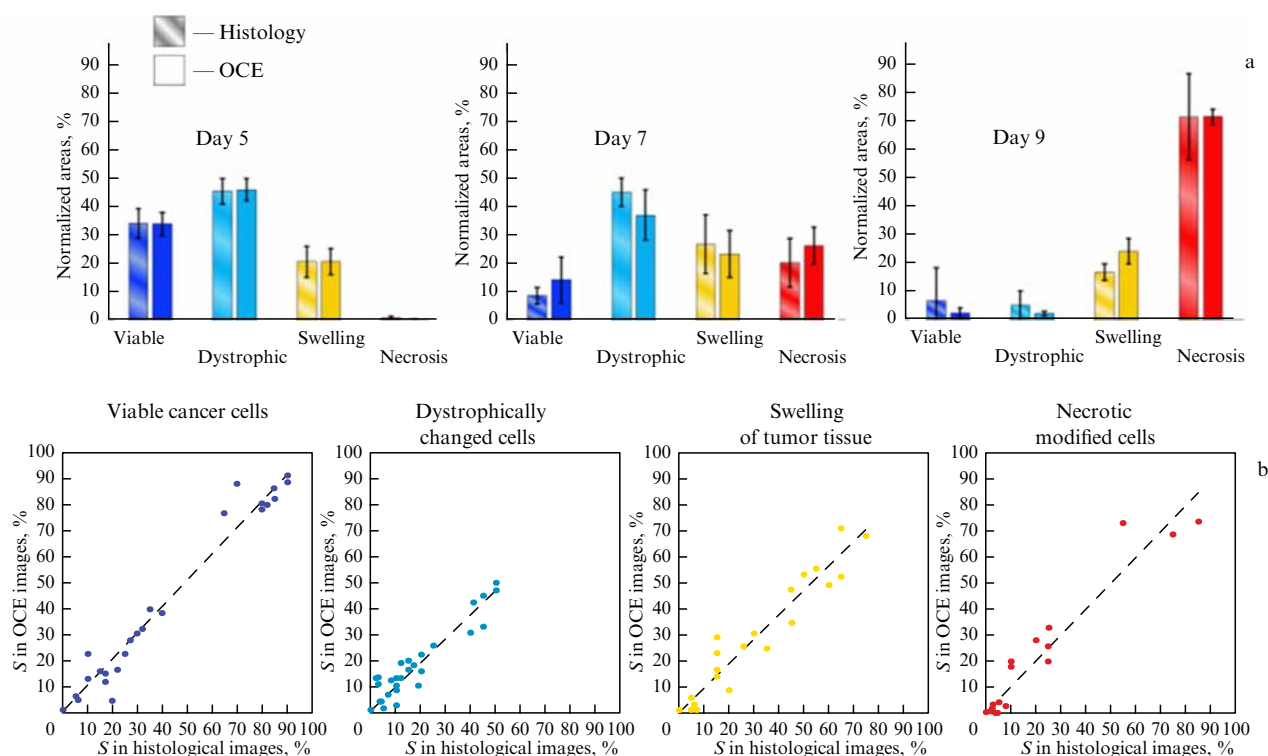 — Histology
— OCE
a
Normalized areas, %
90
80
70
60
50
40
30
20
10
0
Day 5
Viable
Dystrophic
Swelling
Necrosis
Normalized areas, %
90
80
70
60
50
40
30
20
10
0
Day 7
Viable
Dystrophic
Swelling
Necrosis
Normalized areas, %
90
80
70
60
50
40
30
20
10
0
Day 9
Viable
Dystrophic
Swelling
Necrosis
b
Viable cancer cells
S in OCE images, %
100
90
80
70
60
50
40
30
20
10
0 10 20 30 40 50 60 70 80 90 100
S in histological images, %
Dystrophically
changed cells
S in OCE images, %
100
90
80
70
60
50
40
30
20
10
0 10 20 30 40 50 60 70 80 90 100
S in histological images, %
Swelling
of tumor tissue
S in OCE images, %
100
90
80
70
60
50
40
30
20
10
0 10 20 30 40 50 60 70 80 90 100
S in histological images, %
Necrotic
modified cells
S in OCE images, %
100
90
80
70
60
50
40
30
20
10
0 10 20 30 40 50 60 70 80 90 100
S in histological images, %